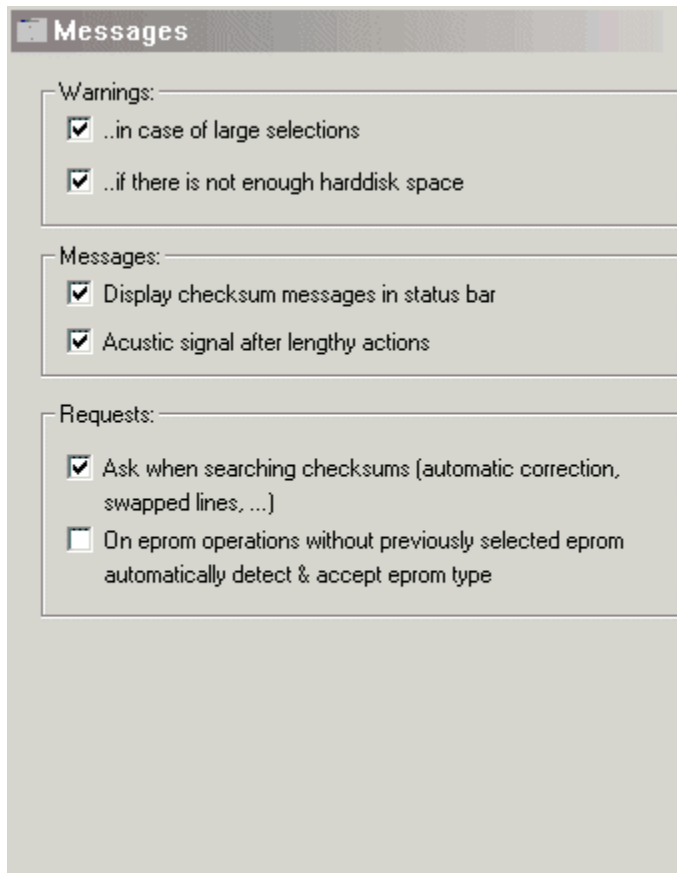 Messages
Warnings:
..in case of large selections
..if there is not enough harddisk space
Messages:
Display checksum messages in status bar
Acustic signal after lengthy actions
Requests:
Ask when searching checksums (automatic correction,
swapped lines, ...)
On eprom operations without previously selected eprom
automatically detect & accept eprom type